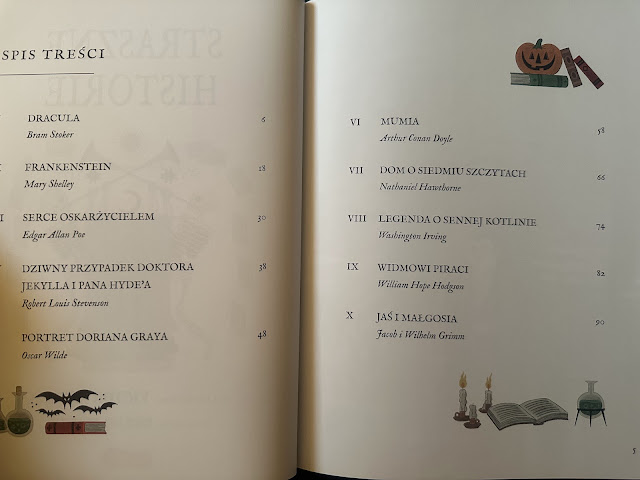 SPIS TREŚCI
DRACULA 6
Bram Stoker
FRANKENSTEIN 18
Mary Shelley
I SERCE OSKARŻYCIELEM 30
Edgar Allan Poe
DZIWNY PRZYPADEK DOKTORA 38
JEKYLLA I PANA HYDE'A
Robert Louis Stevenson
PORTRET DORIANA GRAYA 48
Oscar Wilde
STRASZNE
HISTORIE
VI MUMIA 58
Arthur Conan Doyle
VII DOM O SIEDMIU SZCZYTACH 66
Nathaniel Hawthorne
VIII LEGENDA O SENNEJ KOTLINIE 74
Washington Irving
IX WIDMOWI PIRACI 82
William Hope Hodgson
X JAŚ I MAŁGOSIA 90
Jacob i Wilhelm Grimm
5